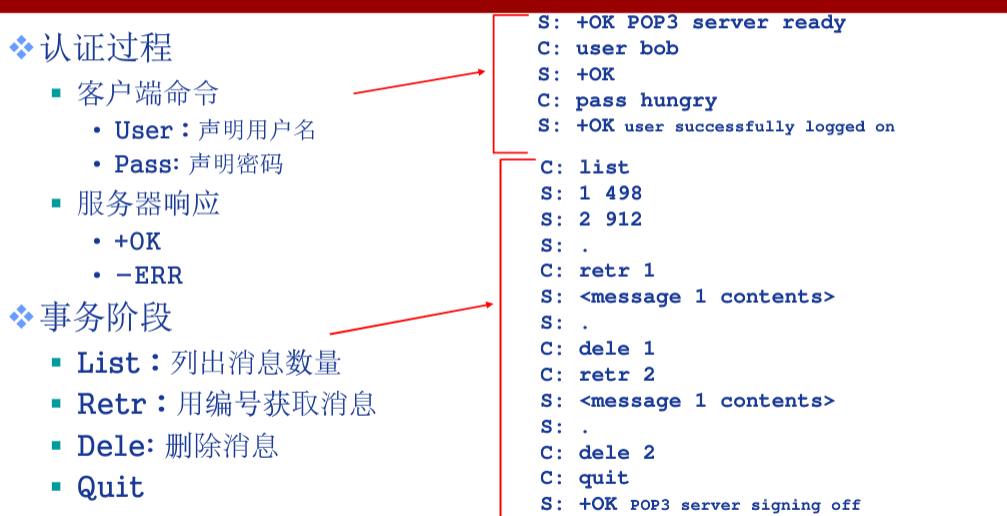 认证过程
客户端命令
User：声明用户名
Pass: 声明密码
服务器响应
+OK
－ERR
事务阶段
List：列出消息数量
Retr：用编号获取消息
Dele: 删除消息
Quit
S: +OK POP3 server ready
C: user bob
S: +OK
C: pass hungry
S: +OK user successfully logged on
C: list
S: 1 498
S: 2 912
S: .
C: retr 1
S: <message 1 contents>
S: .
C: dele 1
C: retr 2
S: <message 1 contents>
S: .
C: dele 2
C: quit
S: +OK POP3 server signing off